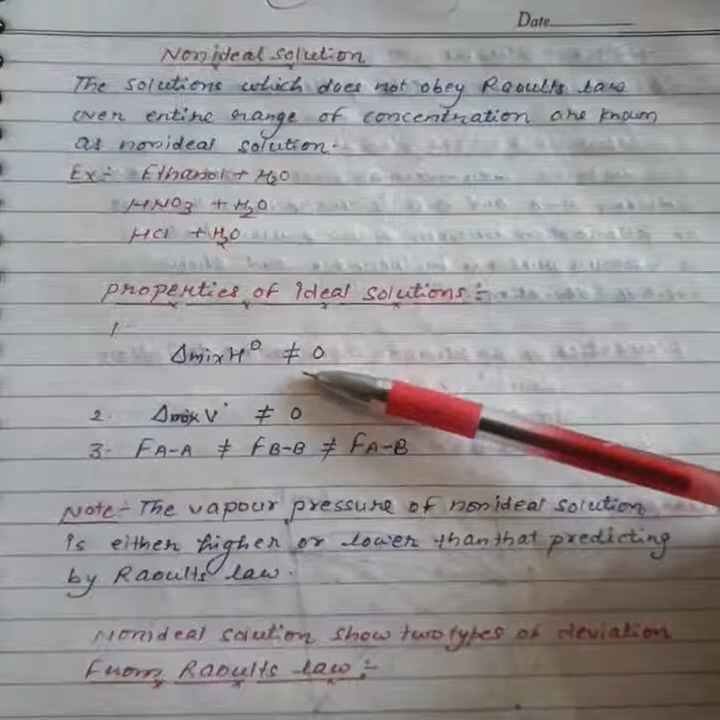 Date
Nonideal solution
The solutions which does not obey Raoults law
over entire range of concentration are known
as nonideal solution.
Ex:- Ethanol + H2O
HNO3 + H2O
HCl + H2O
properties of Ideal solutions:-
1.
ΔmixH° ≠ 0
2. ΔmixV° ≠ 0
3. FA-A ≠ FB-B ≠ FA-B
Note:- The vapour pressure of nonideal solution
is either higher or lower than that predicting
by Raoults law.
Nonideal solution show two types of deviation
From Raoults law:-